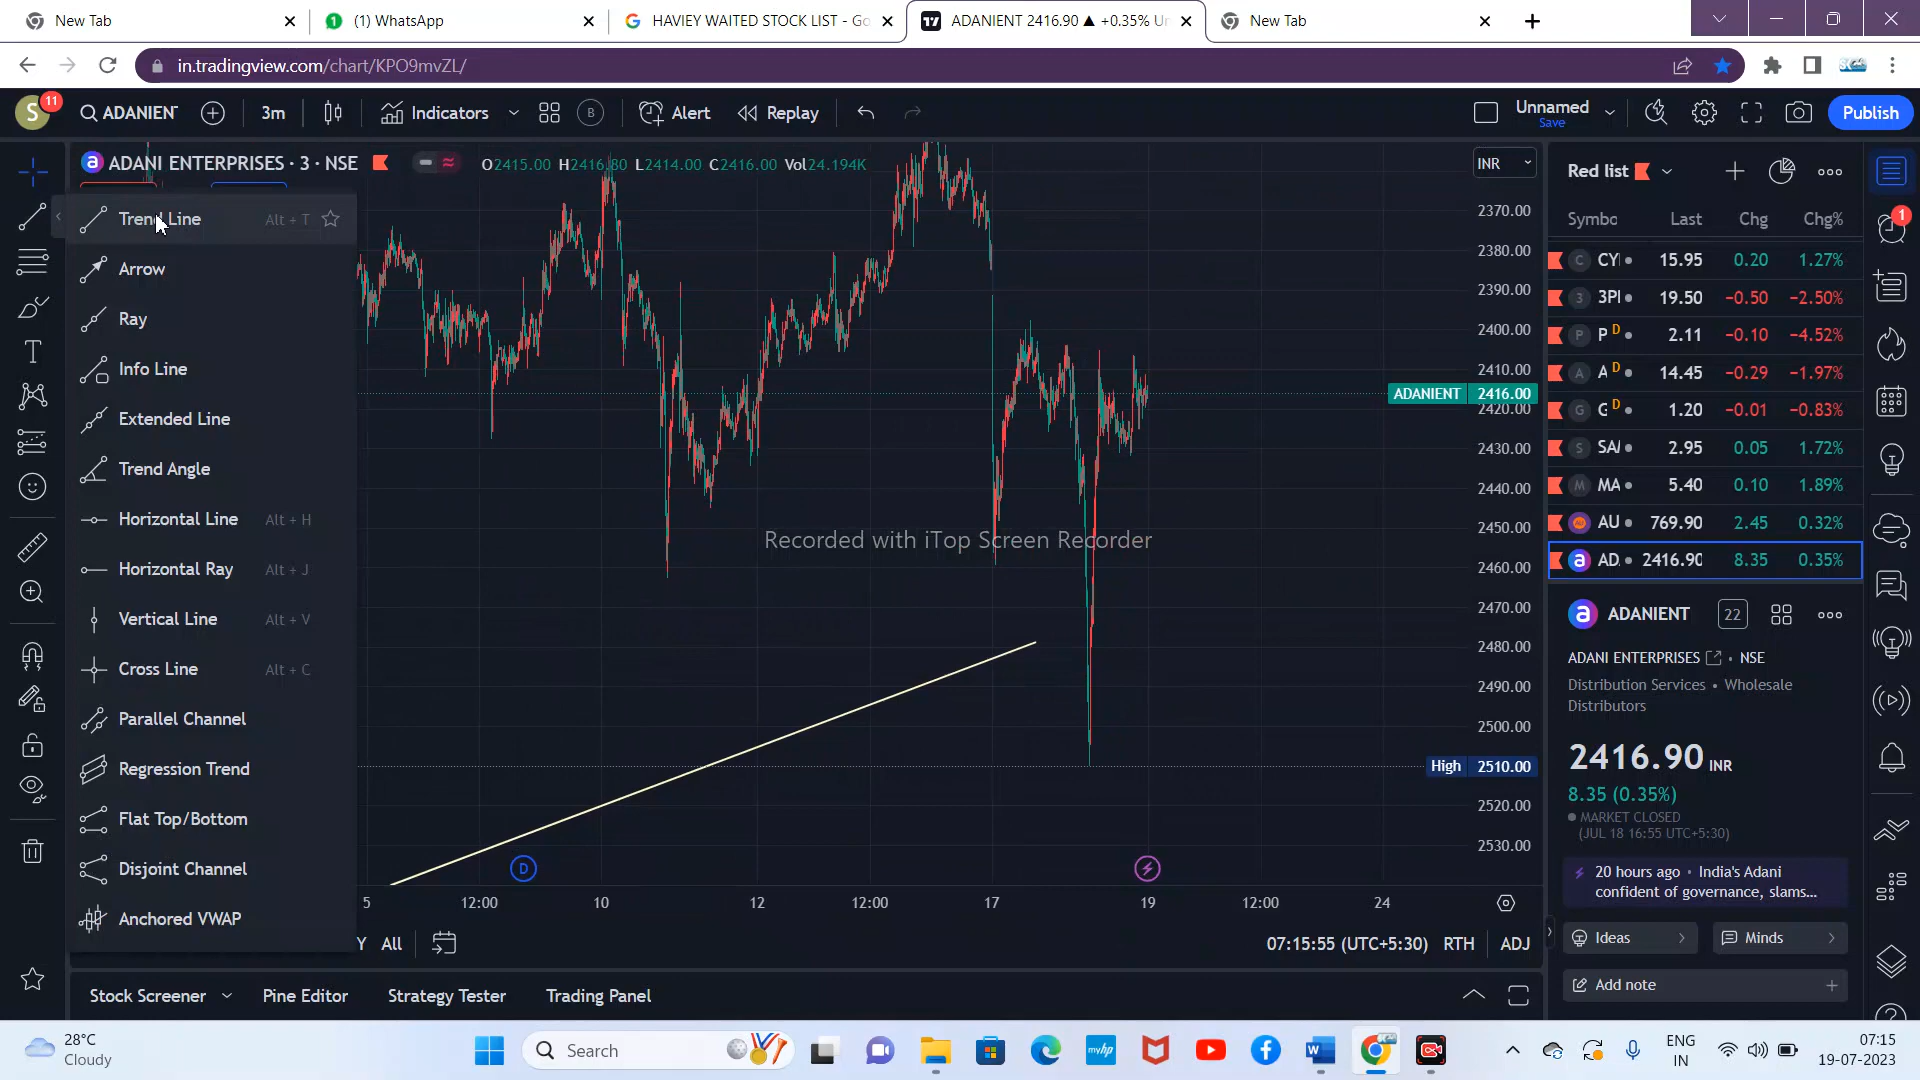 New Tab
(1) WhatsApp
HAVIEY WAITED STOCK LIST - Go
ADANIENT 2416.90 ▲ +0.35% Un
New Tab
in.tradingview.com/chart/KPO9mvZL/
S 11
ADANIENT
3m
Indicators
B
Alert
Replay
Unnamed
Save
Publish
ADANI ENTERPRISES · 3 · NSE
O2415.00 H2416.80 L2414.00 C2416.00 Vol24.194K
INR
Trend Line Alt + T
Arrow
Ray
Info Line
Extended Line
Trend Angle
Horizontal Line Alt + H
Horizontal Ray Alt + J
Vertical Line Alt + V
Cross Line Alt + C
Parallel Channel
Regression Trend
Flat Top/Bottom
Disjoint Channel
Anchored VWAP
2370.00
2380.00
2390.00
2400.00
2410.00
ADANIENT 2416.00
2420.00
2430.00
2440.00
2450.00
2460.00
2470.00
2480.00
2490.00
2500.00
High 2510.00
2520.00
2530.00
Recorded with iTop Screen Recorder
D
5 12:00 10 12 12:00 17 19 12:00 24
Y All
07:15:55 (UTC+5:30) RTH ADJ
Stock Screener
Pine Editor
Strategy Tester
Trading Panel
Red list
Symbo Last Chg Chg%
C CY 15.95 0.20 1.27%
3 3PI 19.50 −0.50 −2.50%
P P D 2.11 −0.10 −4.52%
A A D 14.45 −0.29 −1.97%
G G D 1.20 −0.01 −0.83%
S SA 2.95 0.05 1.72%
M MA 5.40 0.10 1.89%
AU 769.90 2.45 0.32%
a AD. 2416.90 8.35 0.35%
a ADANIENT 22
ADANI ENTERPRISES • NSE
Distribution Services • Wholesale
Distributors
2416.90 INR
8.35 (0.35%)
MARKET CLOSED
(JUL 18 16:55 UTC+5:30)
20 hours ago • India's Adani
confident of governance, slams...
Ideas
Minds
Add note
1
28°C
Cloudy
Search
myhp
W
ENG
IN
07:15
19-07-2023